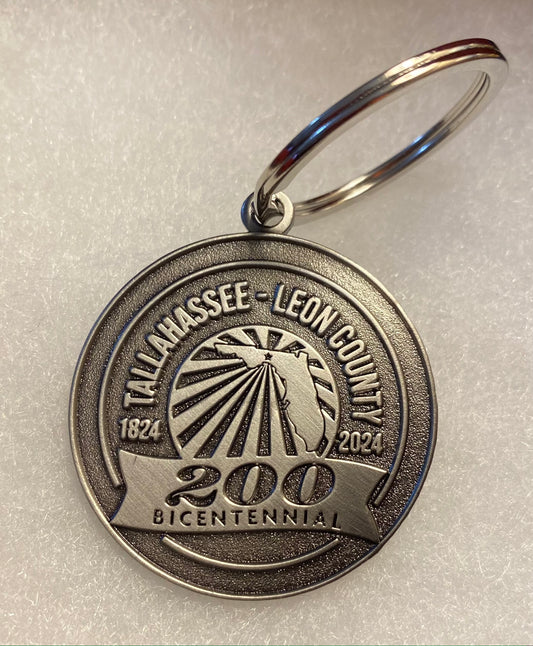 TALLAHASSEE - LEON COUNTY
1824 2024
200
BICENTENNIAL